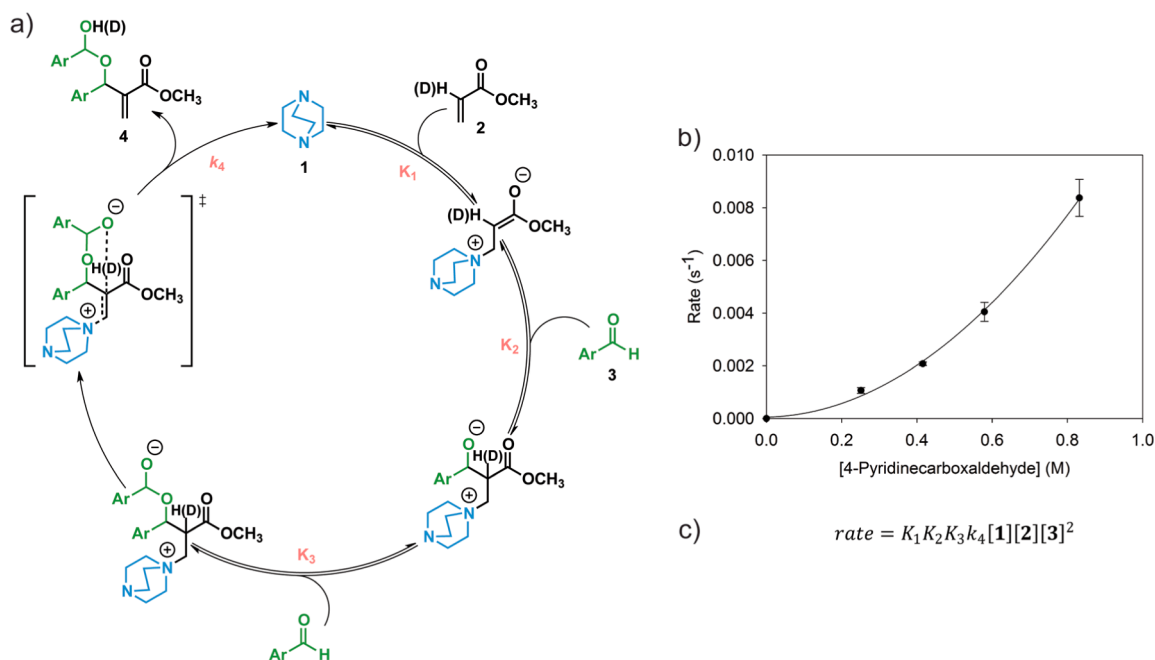 a)
OH(D)
Ar
O
O
Ar
OCH3
4
k4
N
N
1
K1
(D)H
O
OCH3
2
O
⊖
(D)H
OCH3
⊕
N
N
K2
O
Ar
H
3
O
⊖
H(D)
O
Ar
OCH3
⊕
N
N
K3
O
Ar
H
O
⊖
Ar
O
H(D)
O
Ar
OCH3
⊕
N
N
‡
Ar
O
⊖
O
H(D)
O
Ar
OCH3
⊕
N
N
b)
0.010
0.008
0.006
0.004
0.002
0.000
Rate (s⁻¹)
0.0 0.2 0.4 0.6 0.8 1.0
[4-Pyridinecarboxaldehyde] (M)
c)
rate = K₁K₂K₃k₄[1][2][3]²